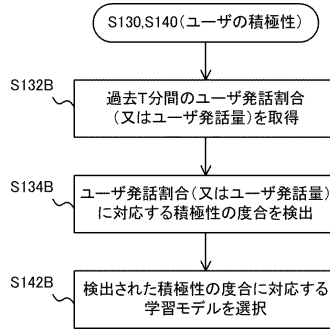 S130,S140(ユーザの積極性)
S132B
過去T分間のユーザ発話割合
(又はユーザ発話量)を取得
S134B
ユーザ発話割合(又はユーザ発話量)
に対応する積極性の度合を検出
S142B
検出された積極性の度合に対応する
学習モデルを選択